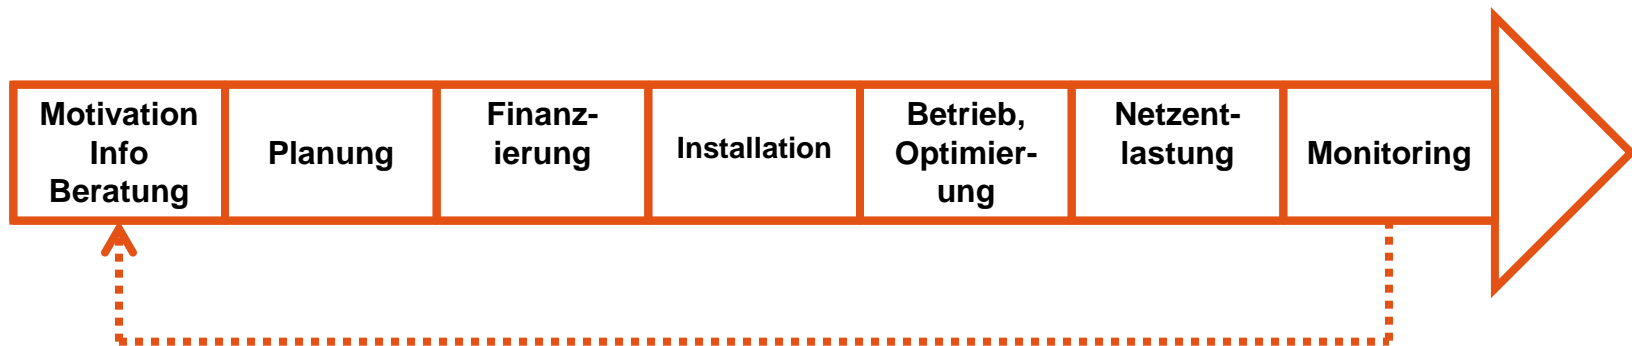 Motivation
Info
Beratung
Planung
Finanz-
ierung
Installation
Betrieb,
Optimier-
ung
Netzent-
lastung
Monitoring